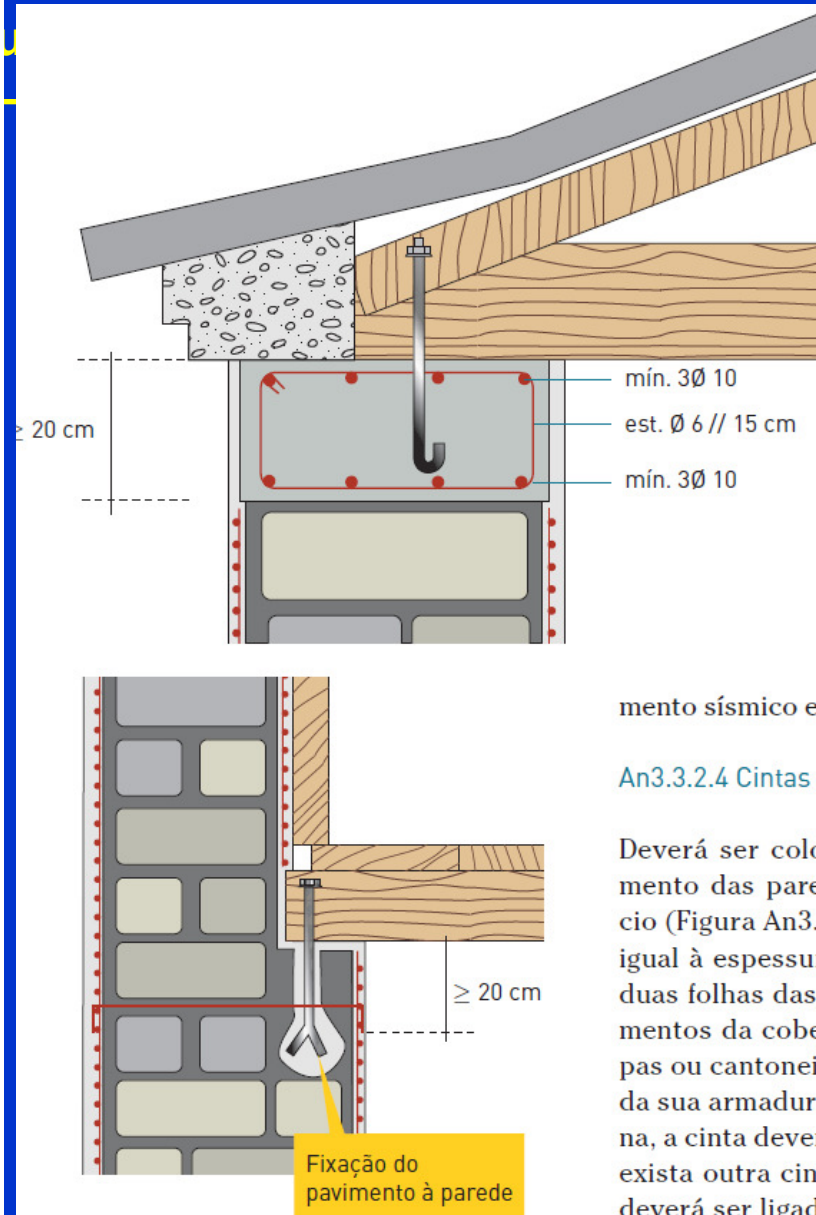 ≥ 20 cm
mín. 3Ø 10
est. Ø 6 // 15 cm
mín. 3Ø 10
≥ 20 cm
Fixação do
pavimento à parede
mento sísmico e
An3.3.2.4 Cintas
Deverá ser colo
mento das pare
cio (Figura An3.
igual à espessu
duas folhas das
mentos da cobe
pas ou cantonei
da sua armadur
na, a cinta dever
exista outra cin
deverá ser ligad